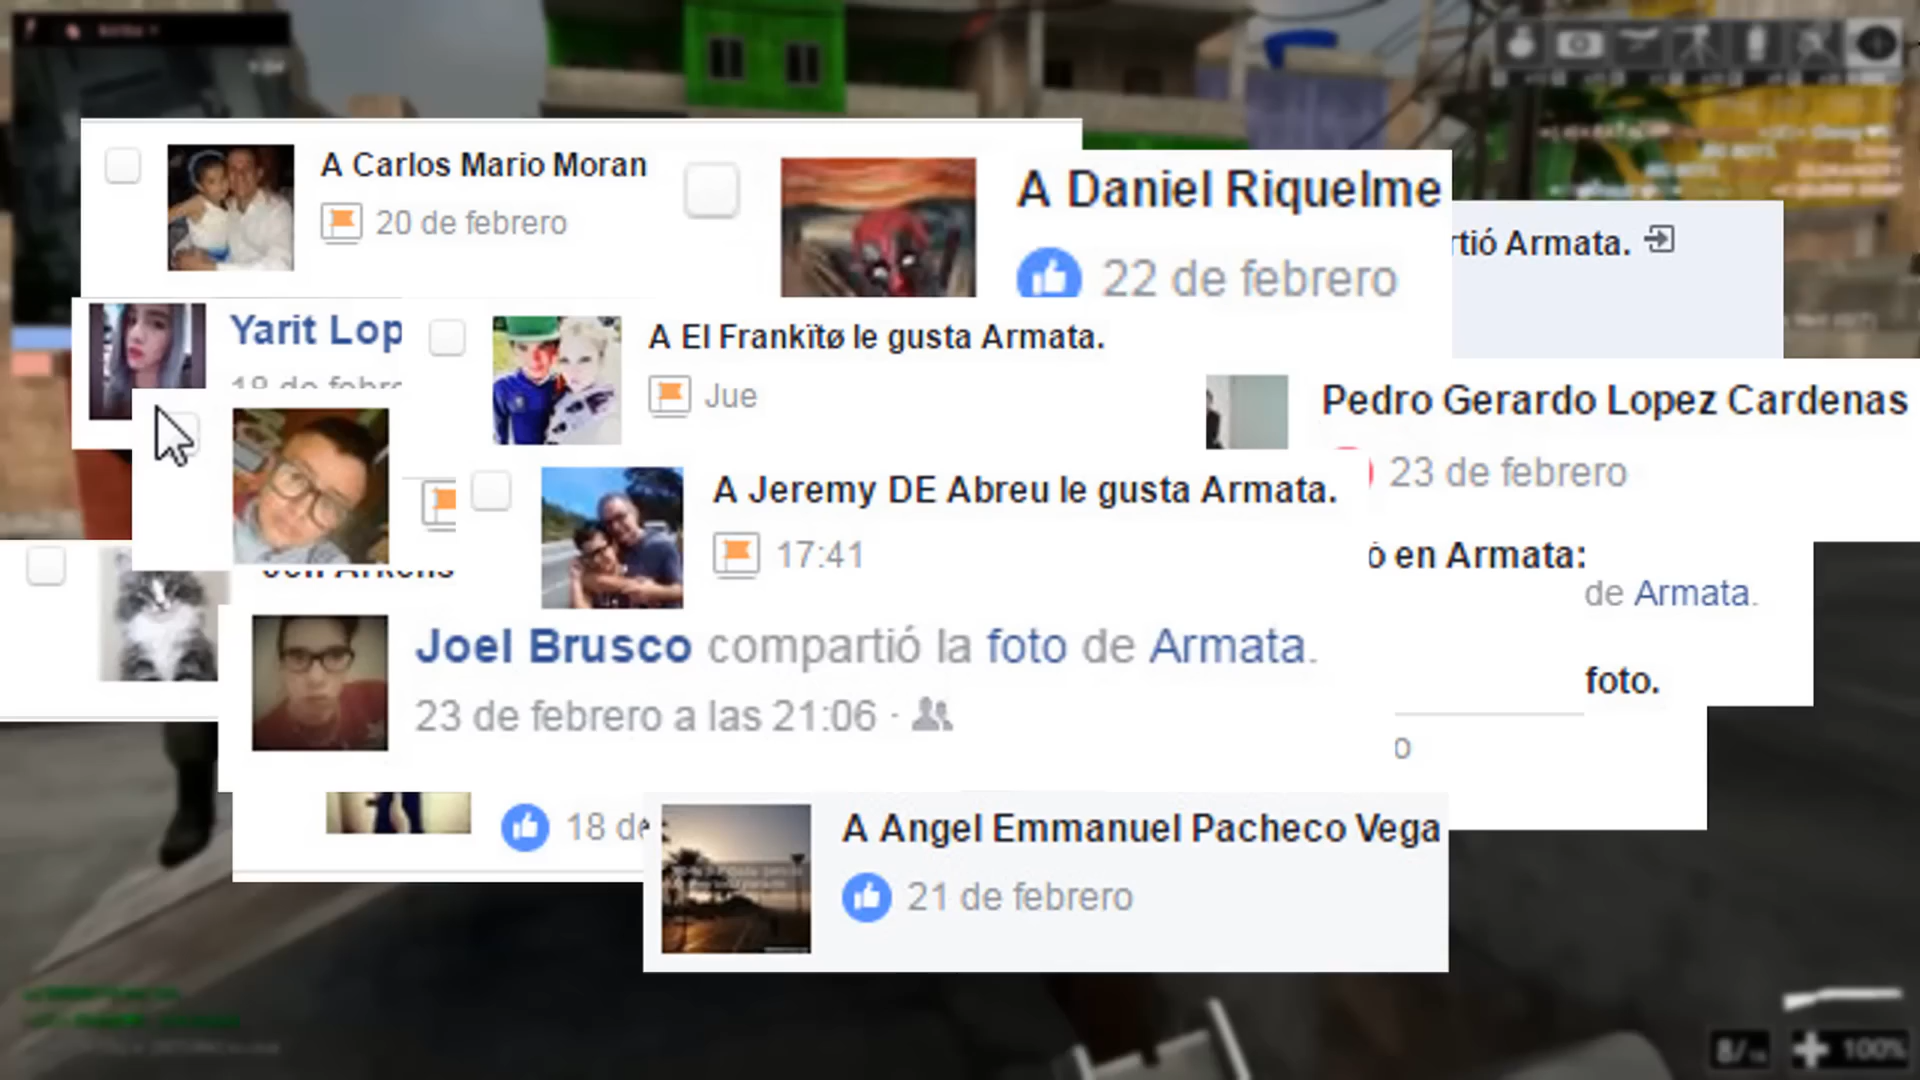 A Carlos Mario Moran
20 de febrero
A Daniel Riquelme
22 de febrero
rtió Armata.
Yarit Lop
A El Frankïtø le gusta Armata.
Jue
Pedro Gerardo Lopez Cardenas
23 de febrero
A Jeremy DE Abreu le gusta Armata.
17:41
ó en Armata:
de Armata.
Joel Brusco compartió la foto de Armata.
23 de febrero a las 21:06 ·
foto.
o
18 de
A Angel Emmanuel Pacheco Vega
21 de febrero
8/
100%